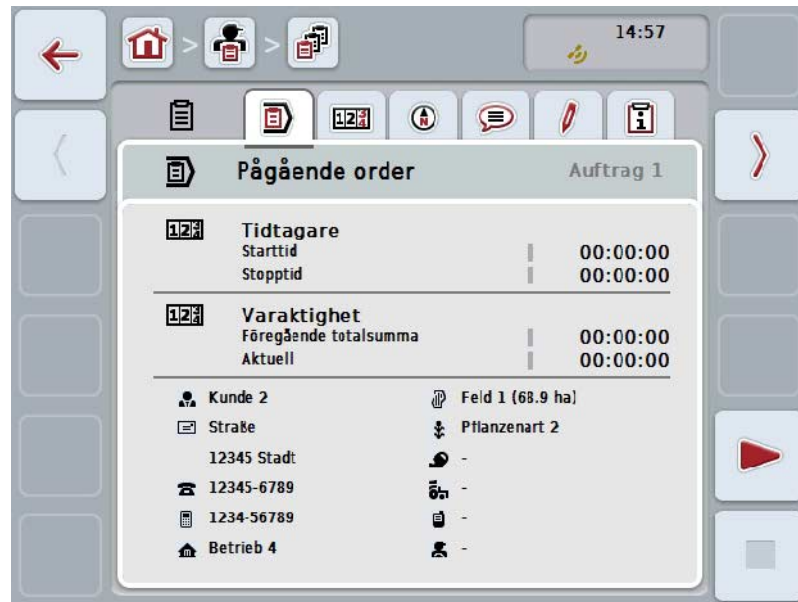 14:57
Pågående order Auftrag 1
Tidtagare
Starttid 00:00:00
Stopptid 00:00:00
Varaktighet
Föregående totalsumma 00:00:00
Aktuell 00:00:00
Kunde 2 Feld 1 (68.9 ha)
Straße Pflanzenart 2
12345 Stadt -
12345-6789 -
1234-56789 -
Betrieb 4 -